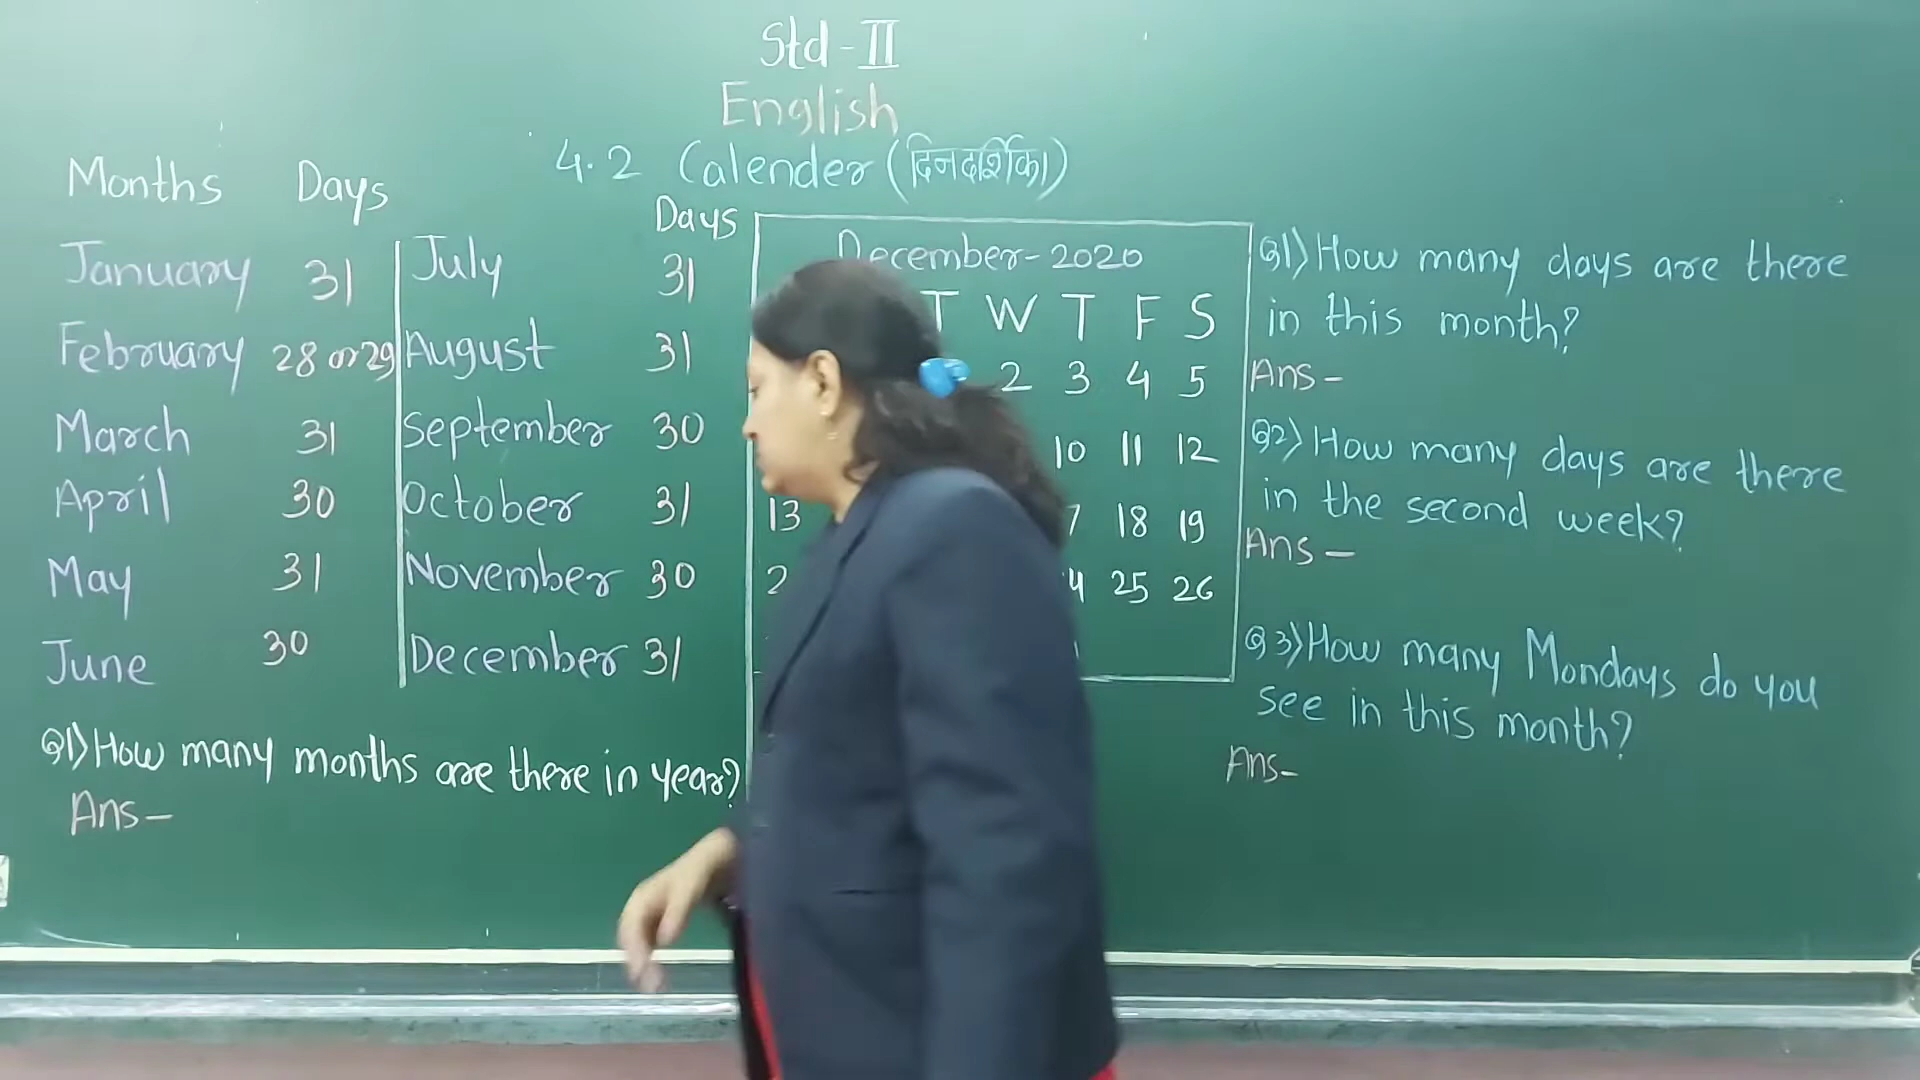 Std-II
English
4.2 Calender (दिनदर्शिका)
Months Days
January 31
February 28 or 29
March 31
April 30
May 31
June 30
Days
July 31
August 31
September 30
October 31
November 30
December 31
Q1) How many months are there in year?
Ans-
December-2020
T W T F S
2 3 4 5
10 11 12
13 18 19
25 26
Q1) How many days are there
in this month?
Ans-
Q2) How many days are there
in the second week?
Ans-
Q3) How many Mondays do you
see in this month?
Ans-